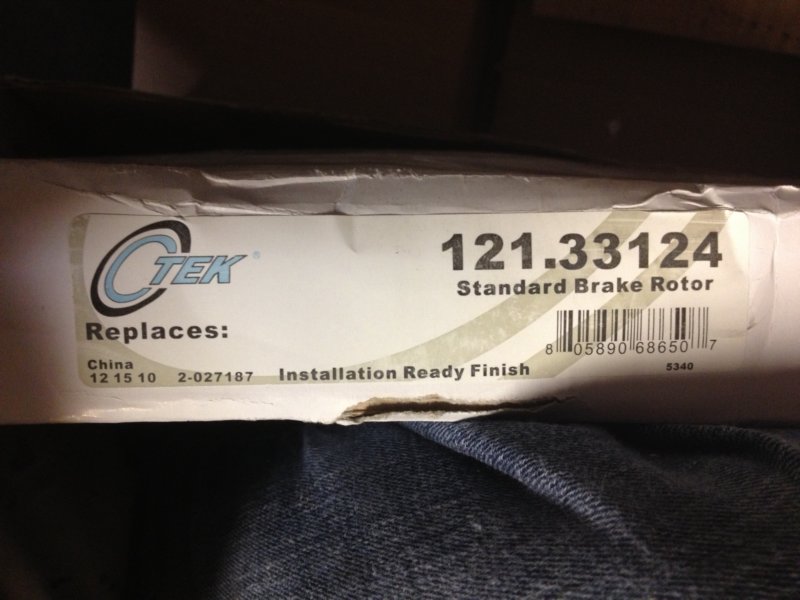 CTEK®
121.33124
Standard Brake Rotor
Replaces:
8 05890 68650 7
China
12 15 10 2-027187 Installation Ready Finish
5340